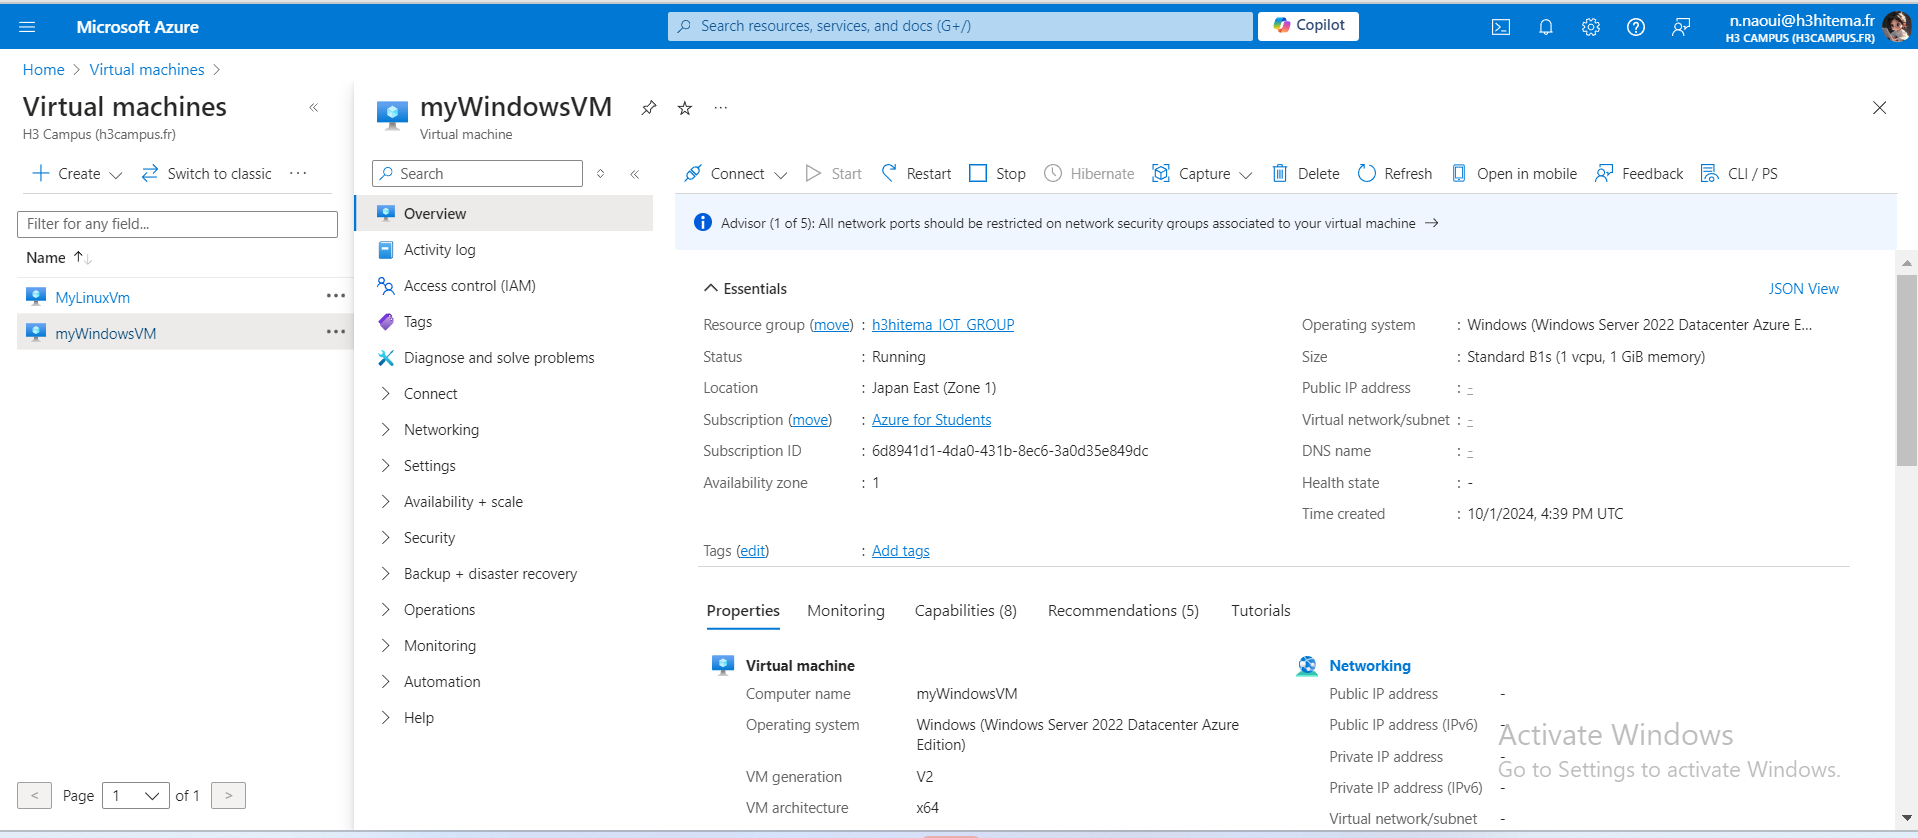 Microsoft Azure
Search resources, services, and docs (G+/)
Copilot
n.naoui@h3hitema.fr
H3 CAMPUS (H3CAMPUS.FR)
Home > Virtual machines >
Virtual machines
H3 Campus (h3campus.fr)
Create
Switch to classic
Filter for any field...
Name
MyLinuxVm
myWindowsVM
Page 1 of 1
myWindowsVM
Virtual machine
Search
Overview
Activity log
Access control (IAM)
Tags
Diagnose and solve problems
Connect
Networking
Settings
Availability + scale
Security
Backup + disaster recovery
Operations
Monitoring
Automation
Help
Connect
Start
Restart
Stop
Hibernate
Capture
Delete
Refresh
Open in mobile
Feedback
CLI / PS
Advisor (1 of 5): All network ports should be restricted on network security groups associated to your virtual machine →
Essentials
JSON View
Resource group (move) : h3hitema_IOT_GROUP
Status : Running
Location : Japan East (Zone 1)
Subscription (move) : Azure for Students
Subscription ID : 6d8941d1-4da0-431b-8ec6-3a0d35e849dc
Availability zone : 1
Operating system : Windows (Windows Server 2022 Datacenter Azure E...
Size : Standard B1s (1 vcpu, 1 GiB memory)
Public IP address : -
Virtual network/subnet : -
DNS name : -
Health state : -
Time created : 10/1/2024, 4:39 PM UTC
Tags (edit) : Add tags
Properties
Monitoring
Capabilities (8)
Recommendations (5)
Tutorials
Virtual machine
Computer name myWindowsVM
Operating system Windows (Windows Server 2022 Datacenter Azure
Edition)
VM generation V2
VM architecture x64
Networking
Public IP address -
Public IP address (IPv6) -
Private IP address -
Private IP address (IPv6) -
Virtual network/subnet -
Activate Windows
Go to Settings to activate Windows.